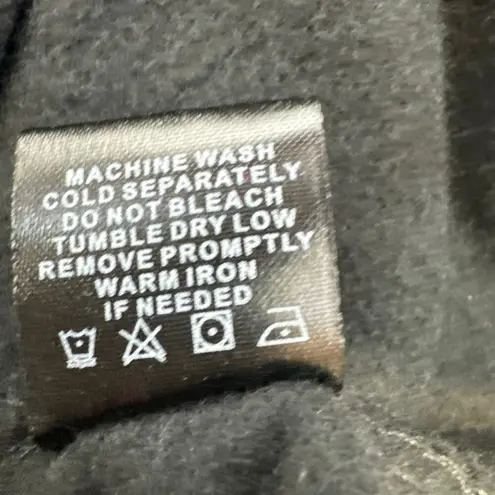 MACHINE WASH
COLD SEPARATELY
DO NOT BLEACH
TUMBLE DRY LOW
REMOVE PROMPTLY
WARM IRON
IF NEEDED